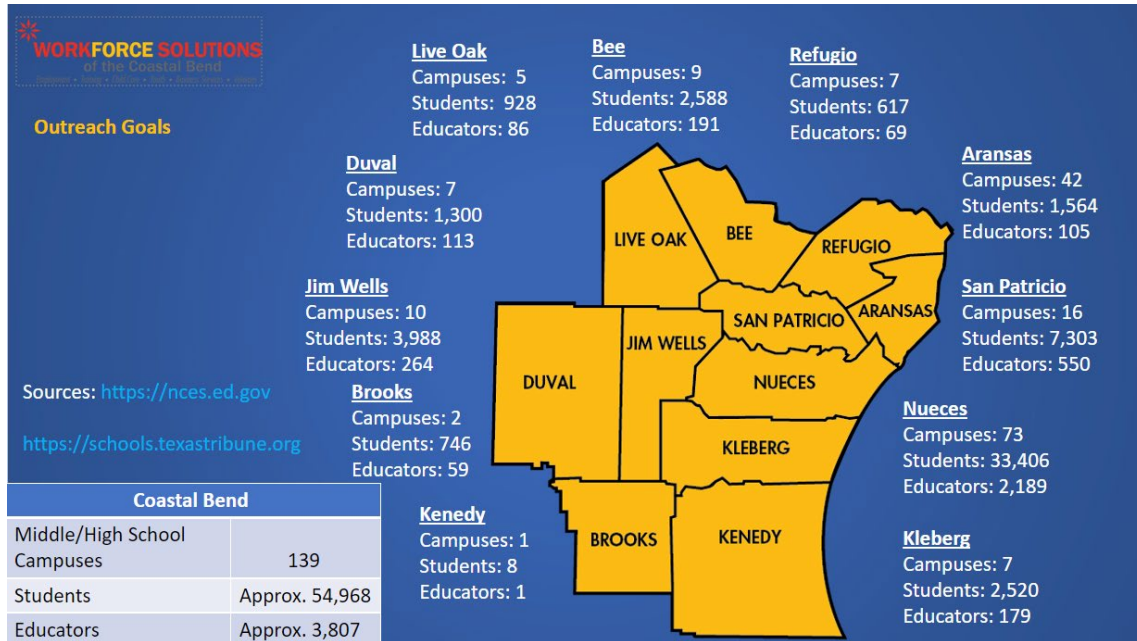 WORKFORCE SOLUTIONS
of the Coastal Bend
Outreach Goals
Live Oak
Campuses: 5
Students: 928
Educators: 86
Bee
Campuses: 9
Students: 2,588
Educators: 191
Refugio
Campuses: 7
Students: 617
Educators: 69
Duval
Campuses: 7
Students: 1,300
Educators: 113
Aransas
Campuses: 42
Students: 1,564
Educators: 105
Jim Wells
Campuses: 10
Students: 3,988
Educators: 264
San Patricio
Campuses: 16
Students: 7,303
Educators: 550
Brooks
Campuses: 2
Students: 746
Educators: 59
Nueces
Campuses: 73
Students: 33,406
Educators: 2,189
Kenedy
Campuses: 1
Students: 8
Educators: 1
Kleberg
Campuses: 7
Students: 2,520
Educators: 179
LIVE OAK
BEE
REFUGIO
SAN PATRICIO
ARANSAS
JIM WELLS
DUVAL
NUECES
KLEBERG
BROOKS
KENEDY
Sources: https://nces.ed.gov
https://schools.texastribune.org
Coastal Bend
Middle/High School
Campuses 139
Students Approx. 54,968
Educators Approx. 3,807